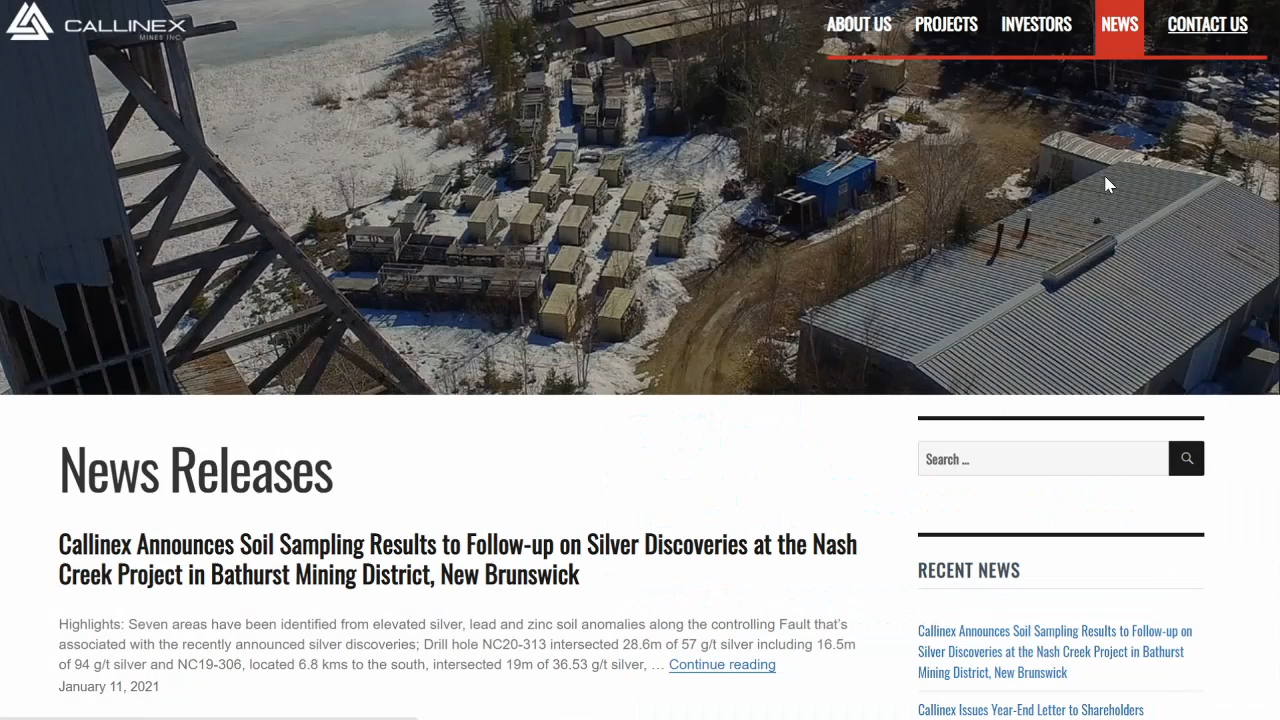 CALLINEX
MINES INC.
ABOUT US PROJECTS INVESTORS NEWS CONTACT US
News Releases
Callinex Announces Soil Sampling Results to Follow-up on Silver Discoveries at the Nash
Creek Project in Bathurst Mining District, New Brunswick
Highlights: Seven areas have been identified from elevated silver, lead and zinc soil anomalies along the controlling Fault that's
associated with the recently announced silver discoveries; Drill hole NC20-313 intersected 28.6m of 57 g/t silver including 16.5m
of 94 g/t silver and NC19-306, located 6.8 kms to the south, intersected 19m of 36.53 g/t silver, … Continue reading
January 11, 2021
Search …
RECENT NEWS
Callinex Announces Soil Sampling Results to Follow-up on
Silver Discoveries at the Nash Creek Project in Bathurst
Mining District, New Brunswick
Callinex Issues Year-End Letter to Shareholders